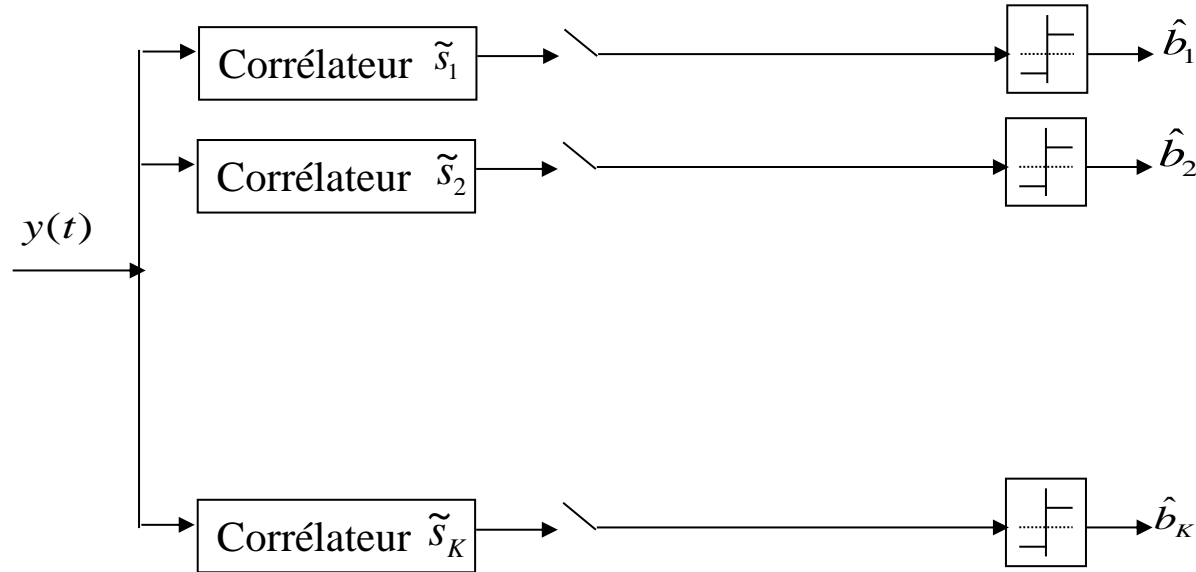 Corrélateur s̃₁
b̂₁
Corrélateur s̃₂
b̂₂
y(t)
Corrélateur s̃_K
b̂_K